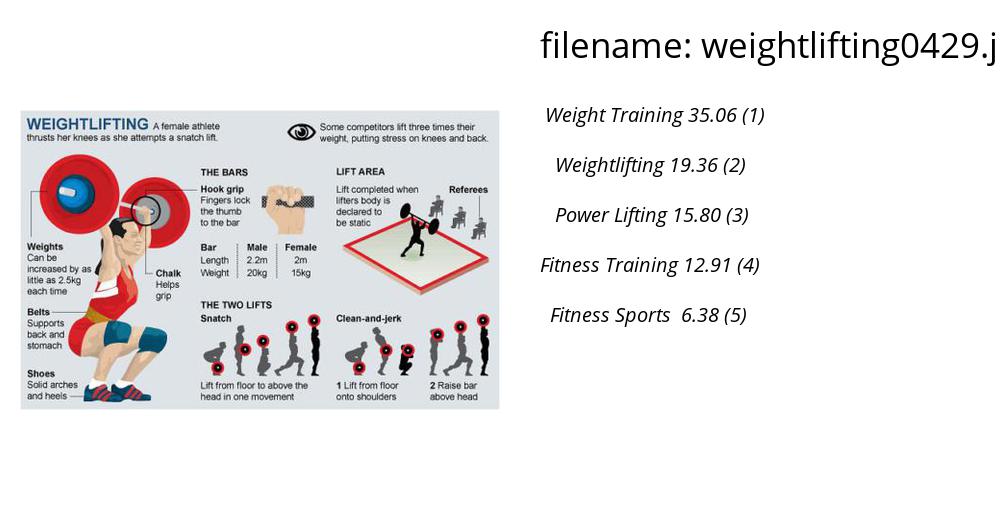 filename: weightlifting0429.j
WEIGHTLIFTING A female athlete
thrusts her knees as she attempts a snatch lift.
Some competitors lift three times their
weight, putting stress on knees and back.
THE BARS
Hook grip
Fingers lock
the thumb
to the bar
Bar Male Female
Length 2.2m 2m
Weight 20kg 15kg
LIFT AREA
Lift completed when
lifters body is
declared to
be static
Referees
Weights
Can be
increased by as
little as 2.5kg
each time
Chalk
Helps
grip
Belts
Supports
back and
stomach
Shoes
Solid arches
and heels
THE TWO LIFTS
Snatch
Lift from floor to above the
head in one movement
Clean-and-jerk
1 Lift from floor
onto shoulders
2 Raise bar
above head
Weight Training 35.06 (1)
Weightlifting 19.36 (2)
Power Lifting 15.80 (3)
Fitness Training 12.91 (4)
Fitness Sports 6.38 (5)